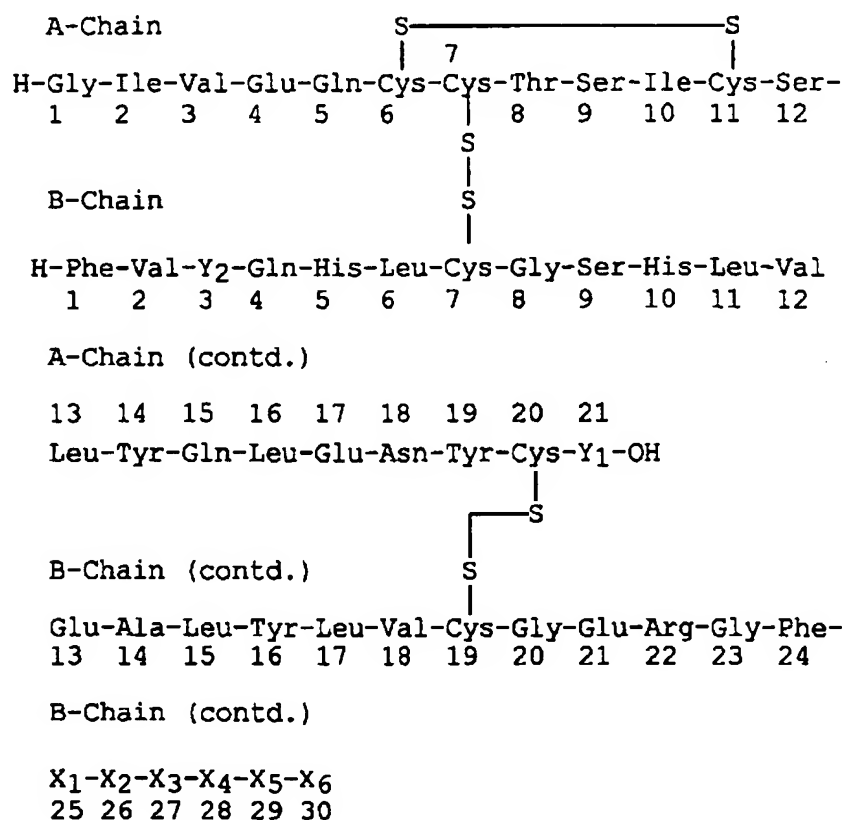 A-Chain
S S
7
H-Gly-Ile-Val-Glu-Gln-Cys-Cys-Thr-Ser-Ile-Cys-Ser-
1 2 3 4 5 6 8 9 10 11 12
S
B-Chain S
H-Phe-Val-Y2-Gln-His-Leu-Cys-Gly-Ser-His-Leu-Val
1 2 3 4 5 6 7 8 9 10 11 12
A-Chain (contd.)
13 14 15 16 17 18 19 20 21
Leu-Tyr-Gln-Leu-Glu-Asn-Tyr-Cys-Y1-OH
S
B-Chain (contd.) S
Glu-Ala-Leu-Tyr-Leu-Val-Cys-Gly-Glu-Arg-Gly-Phe-
13 14 15 16 17 18 19 20 21 22 23 24
B-Chain (contd.)
X1-X2-X3-X4-X5-X6
25 26 27 28 29 30